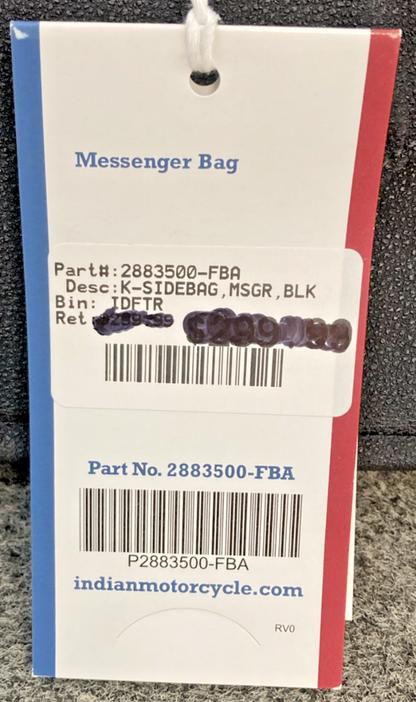 Messenger Bag
Part#:2883500-FBA
Desc:K-SIDEBAG,MSGR,BLK
Bin: IDFTR
Ret
Part No. 2883500-FBA
P2883500-FBA
indianmotorcycle.com
RV0